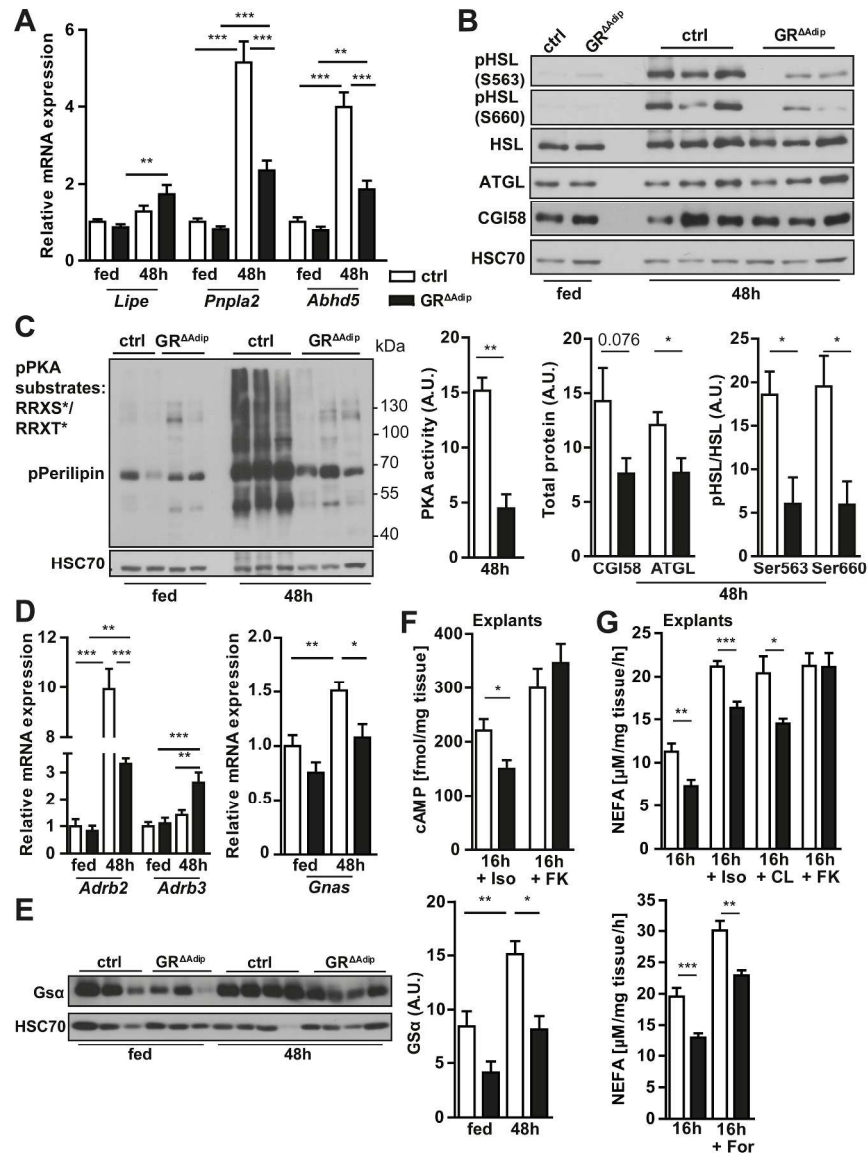 A
Relative mRNA expression
6
4
2
0
***
***
***
**
***
***
**
fed 48h fed 48h fed 48h
Lipe Pnpla2 Abhd5
ctrl
GRΔAdip
B
ctrl GRΔAdip ctrl GRΔAdip
pHSL
(S563)
pHSL
(S660)
HSL
ATGL
CGI58
HSC70
fed 48h
C
ctrl GRΔAdip ctrl GRΔAdip kDa
pPKA
substrates:
RRXS*/
RRXT*
pPerilipin
130
100
70
55
40
HSC70
fed 48h
PKA activity (A.U.)
20
15
10
5
0
**
48h
Total protein (A.U.)
20
15
10
5
0
0.076 *
CGI58 ATGL
pHSL/HSL (A.U.)
25
20
15
10
5
0
* *
Ser563 Ser660
48h
D
Relative mRNA expression
12
10
8
3
2
1
0
**
*** ***
***
**
fed 48h fed 48h
Adrb2 Adrb3
Relative mRNA expression
2.0
1.5
1.0
0.5
0.0
** *
fed 48h
Gnas
F Explants
cAMP [fmol/mg tissue]
400
350
300
250
200
150
100
50
0
*
16h 16h
+ Iso + FK
G Explants
NEFA [µM/mg tissue/h]
25
20
15
10
5
0
** *** *
16h 16h 16h 16h
+ Iso + CL + FK
E
ctrl GRΔAdip ctrl GRΔAdip
Gsα
HSC70
fed 48h
GSα (A.U.)
20
15
10
5
0
** *
fed 48h
NEFA [µM/mg tissue/h]
35
30
25
20
15
10
5
0
*** **
16h 16h
+ For